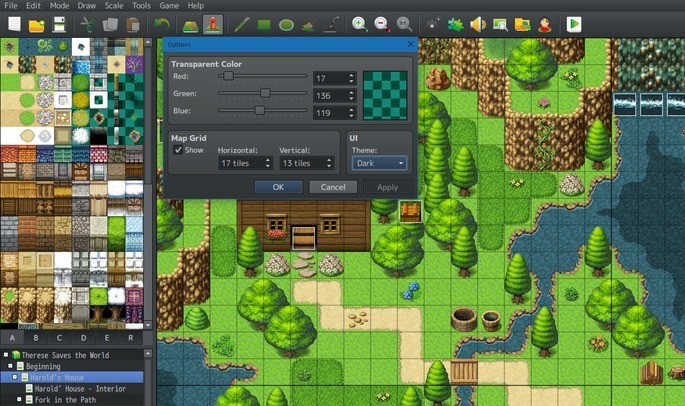 File Edit Mode Draw Scale Tools Game Help
Options
Transparent Color
Red: 17
Green: 136
Blue: 119
Map Grid
Show
Horizontal: Vertical:
17 tiles 13 tiles
UI
Theme:
Dark
OK Cancel Apply
A B C D E R
Therese Saves the World
Beginning
Harold's House
Harold' House - Interior
Fork in the Path